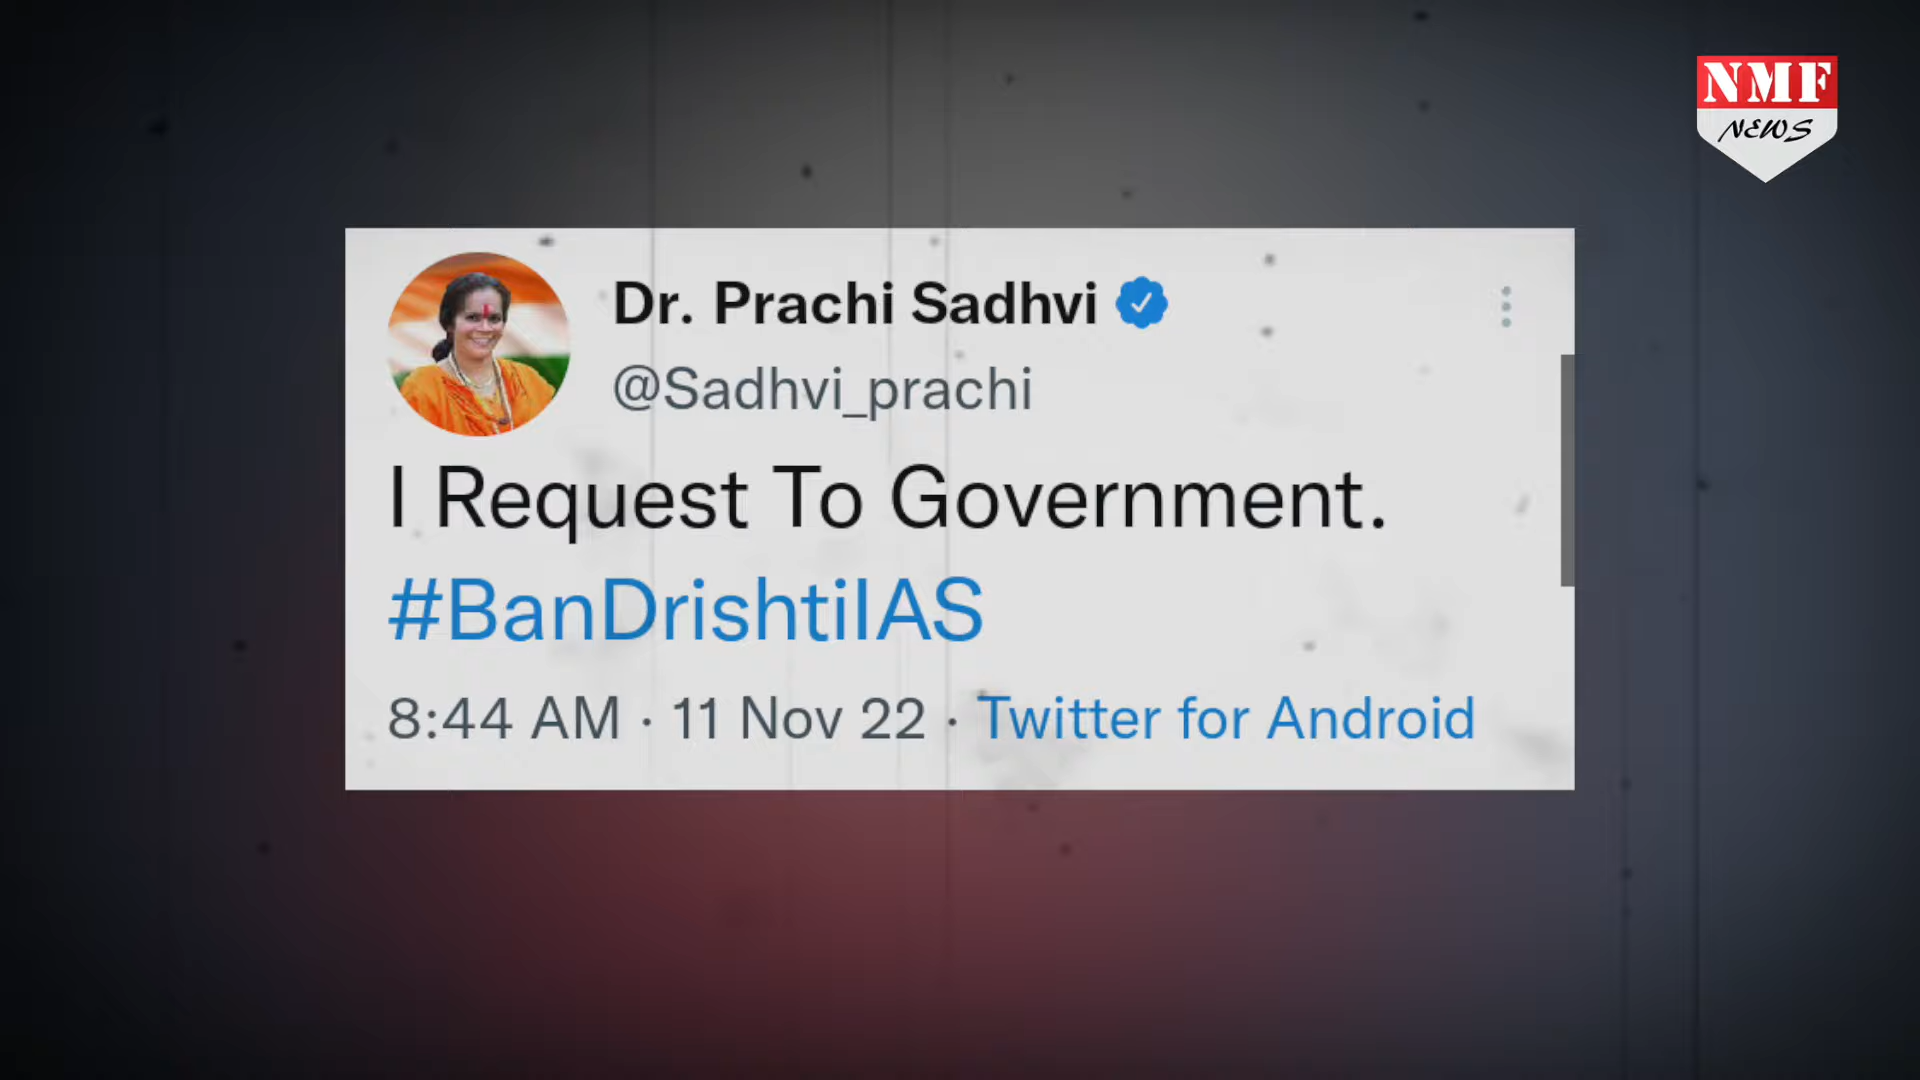 NMF
NEWS
Dr. Prachi Sadhvi
@Sadhvi_prachi
I Request To Government.
#BanDrishtiIAS
8:44 AM · 11 Nov 22 · Twitter for Android